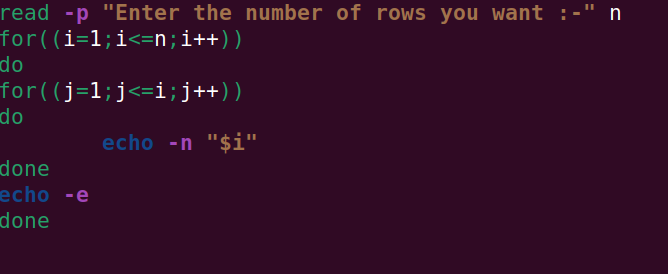 read -p "Enter the number of rows you want :-" n
for((i=1;i<=n;i++))
do
for((j=1;j<=i;j++))
do
        echo -n "$i"
done
echo -e
done